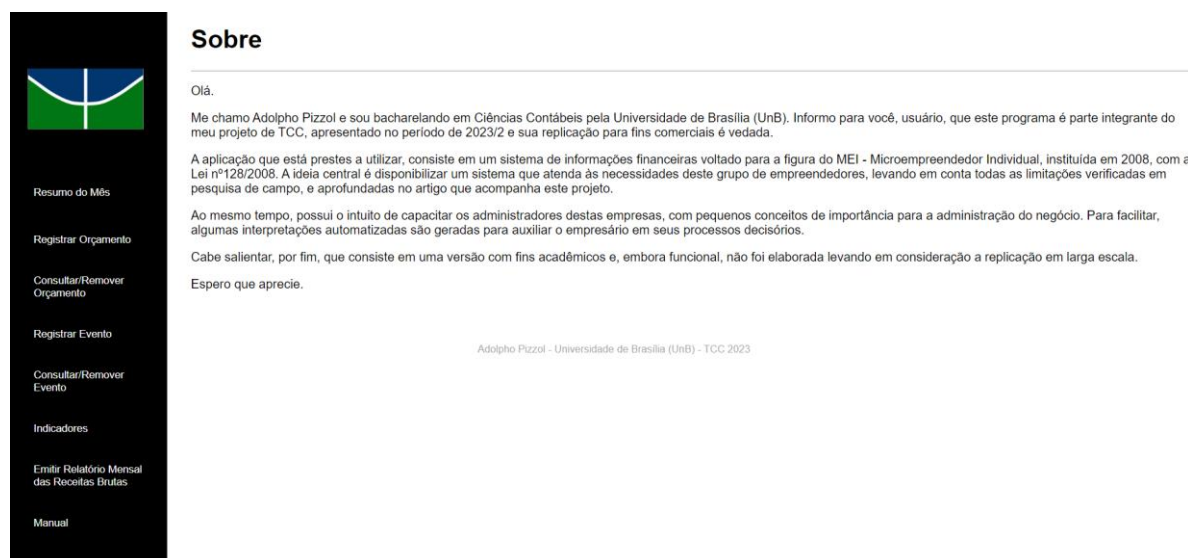 Sobre
Olá.
Me chamo Adolpho Pizzol e sou bacharelando em Ciências Contábeis pela Universidade de Brasília (UnB). Informo para você, usuário, que este programa é parte integrante do
meu projeto de TCC, apresentado no período de 2023/2 e sua replicação para fins comerciais é vedada.
A aplicação que está prestes a utilizar, consiste em um sistema de informações financeiras voltado para a figura do MEI - Microempreendedor Individual, instituída em 2008, com a
Lei nº128/2008. A ideia central é disponibilizar um sistema que atenda às necessidades deste grupo de empreendedores, levando em conta todas as limitações verificadas em
pesquisa de campo, e aprofundadas no artigo que acompanha este projeto.
Ao mesmo tempo, possui o intuito de capacitar os administradores destas empresas, com pequenos conceitos de importância para a administração do negócio. Para facilitar,
algumas interpretações automatizadas são geradas para auxiliar o empresário em seus processos decisórios.
Cabe salientar, por fim, que consiste em uma versão com fins acadêmicos e, embora funcional, não foi elaborada levando em consideração a replicação em larga escala.
Espero que aprecie.
Adolpho Pizzol - Universidade de Brasília (UnB) - TCC 2023
Resumo do Mês
Registrar Orçamento
Consultar/Remover
Orçamento
Registrar Evento
Consultar/Remover
Evento
Indicadores
Emitir Relatório Mensal
das Receitas Brutas
Manual